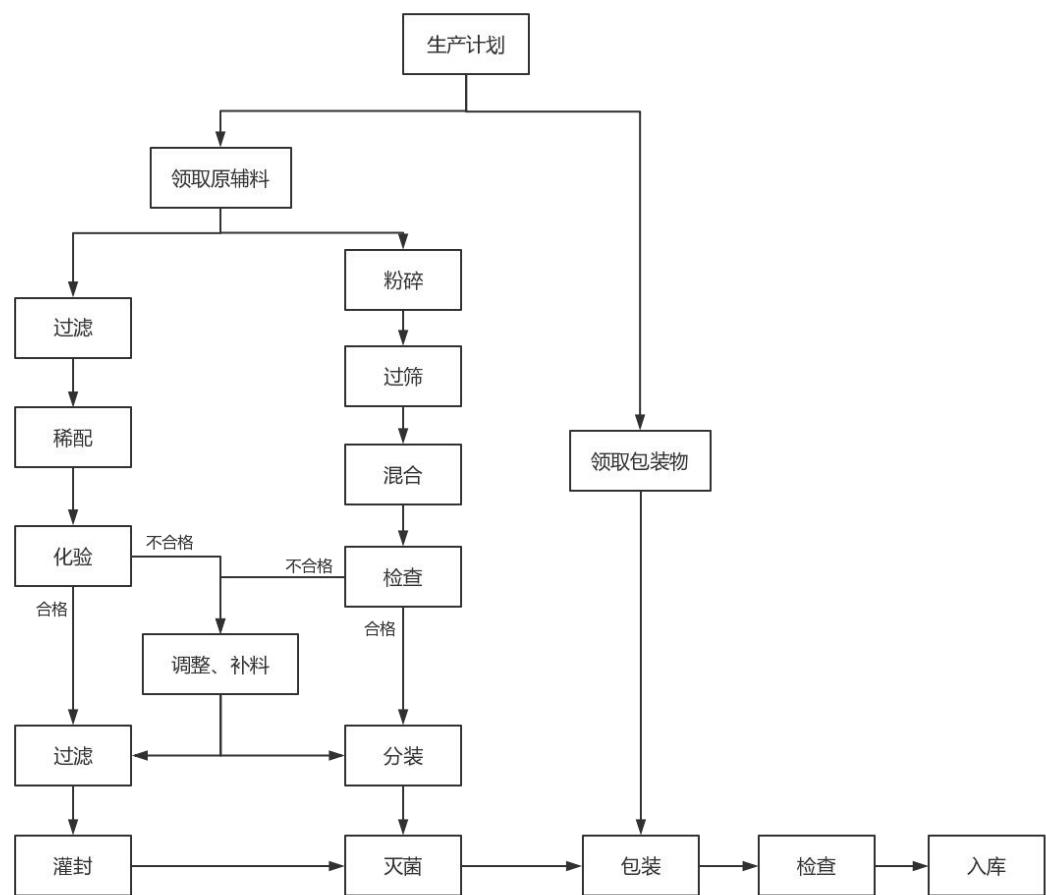 生产计划
领取原辅料
粉碎
过滤
过筛
稀配
领取包装物
混合
化验
不合格
不合格
检查
合格
合格
调整、补料
过滤
分装
灌封
灭菌
包装
检查
入库